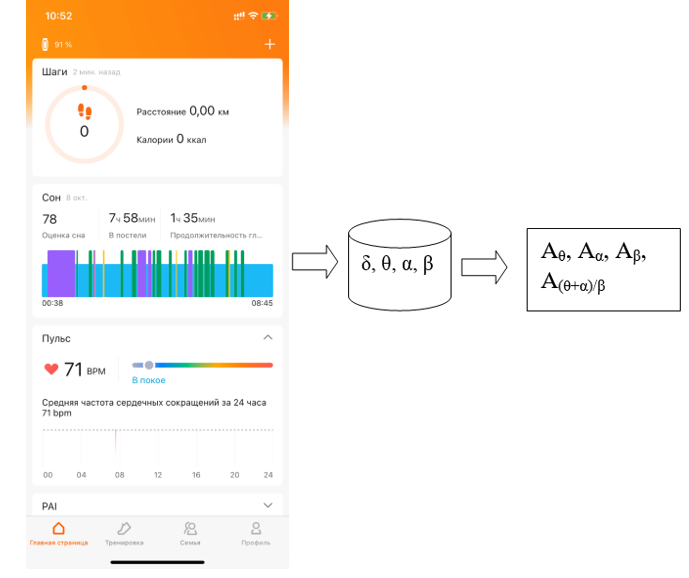 10:52
91 %
Шаги 2 мин. назад
0
Расстояние 0,00 км
Калории 0 ккал
Сон 8 окт.
78 7ч 58мин 1ч 35мин
Оценка сна В постели Продолжительность гл...
00:38 08:45
Пульс
71 BPM
В покое
Средняя частота сердечных сокращений за 24 часа
71 bpm
00 04 08 12 16 20 24
PAI
Главная страница Тренировка Семья Профиль
δ, θ, α, β
Aθ, Aα, Aβ,
A(θ+α)/β